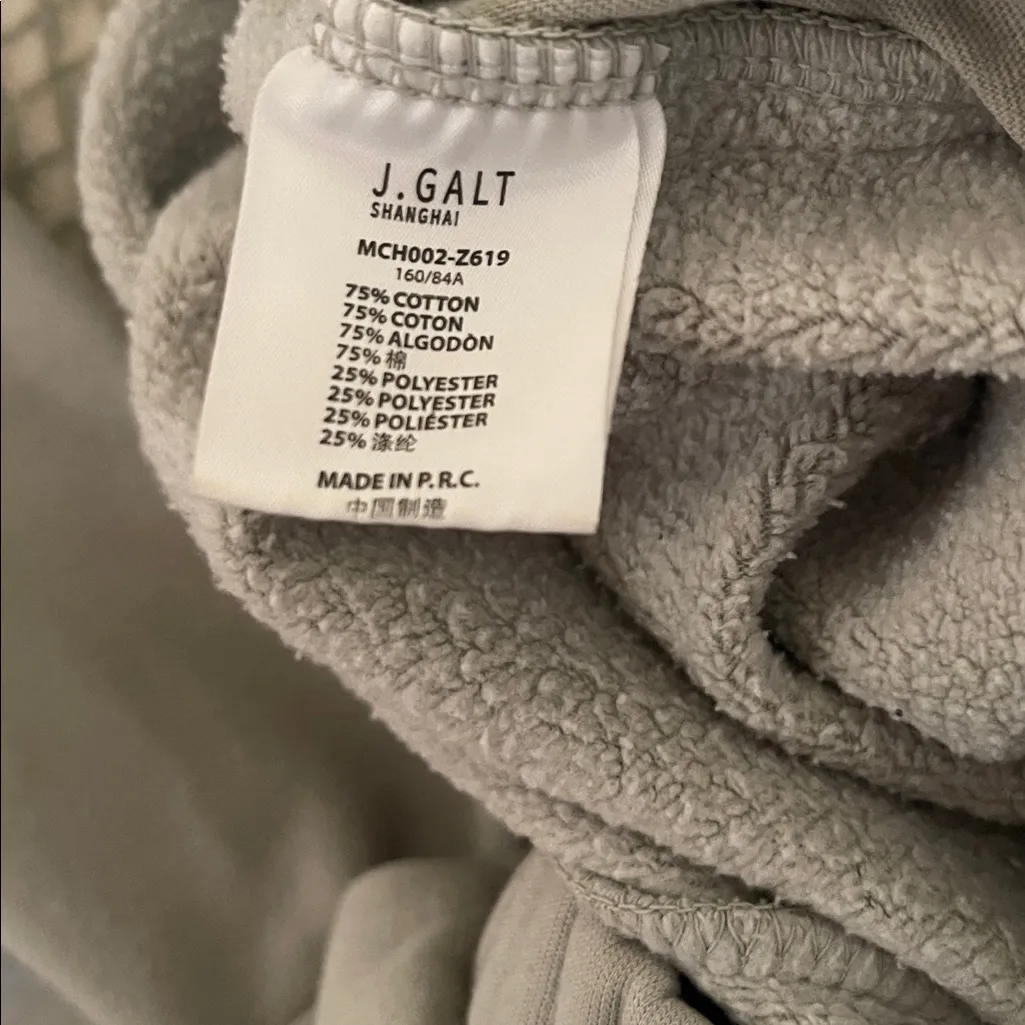 J.GALT
SHANGHAI
MCH002-Z619
160/84A
75% COTTON
75% COTON
75% ALGODÒN
75% 棉
25% POLYESTER
25% POLYESTER
25% POLIÉSTER
25% 涤纶
MADE IN P.R.C.
中国制造